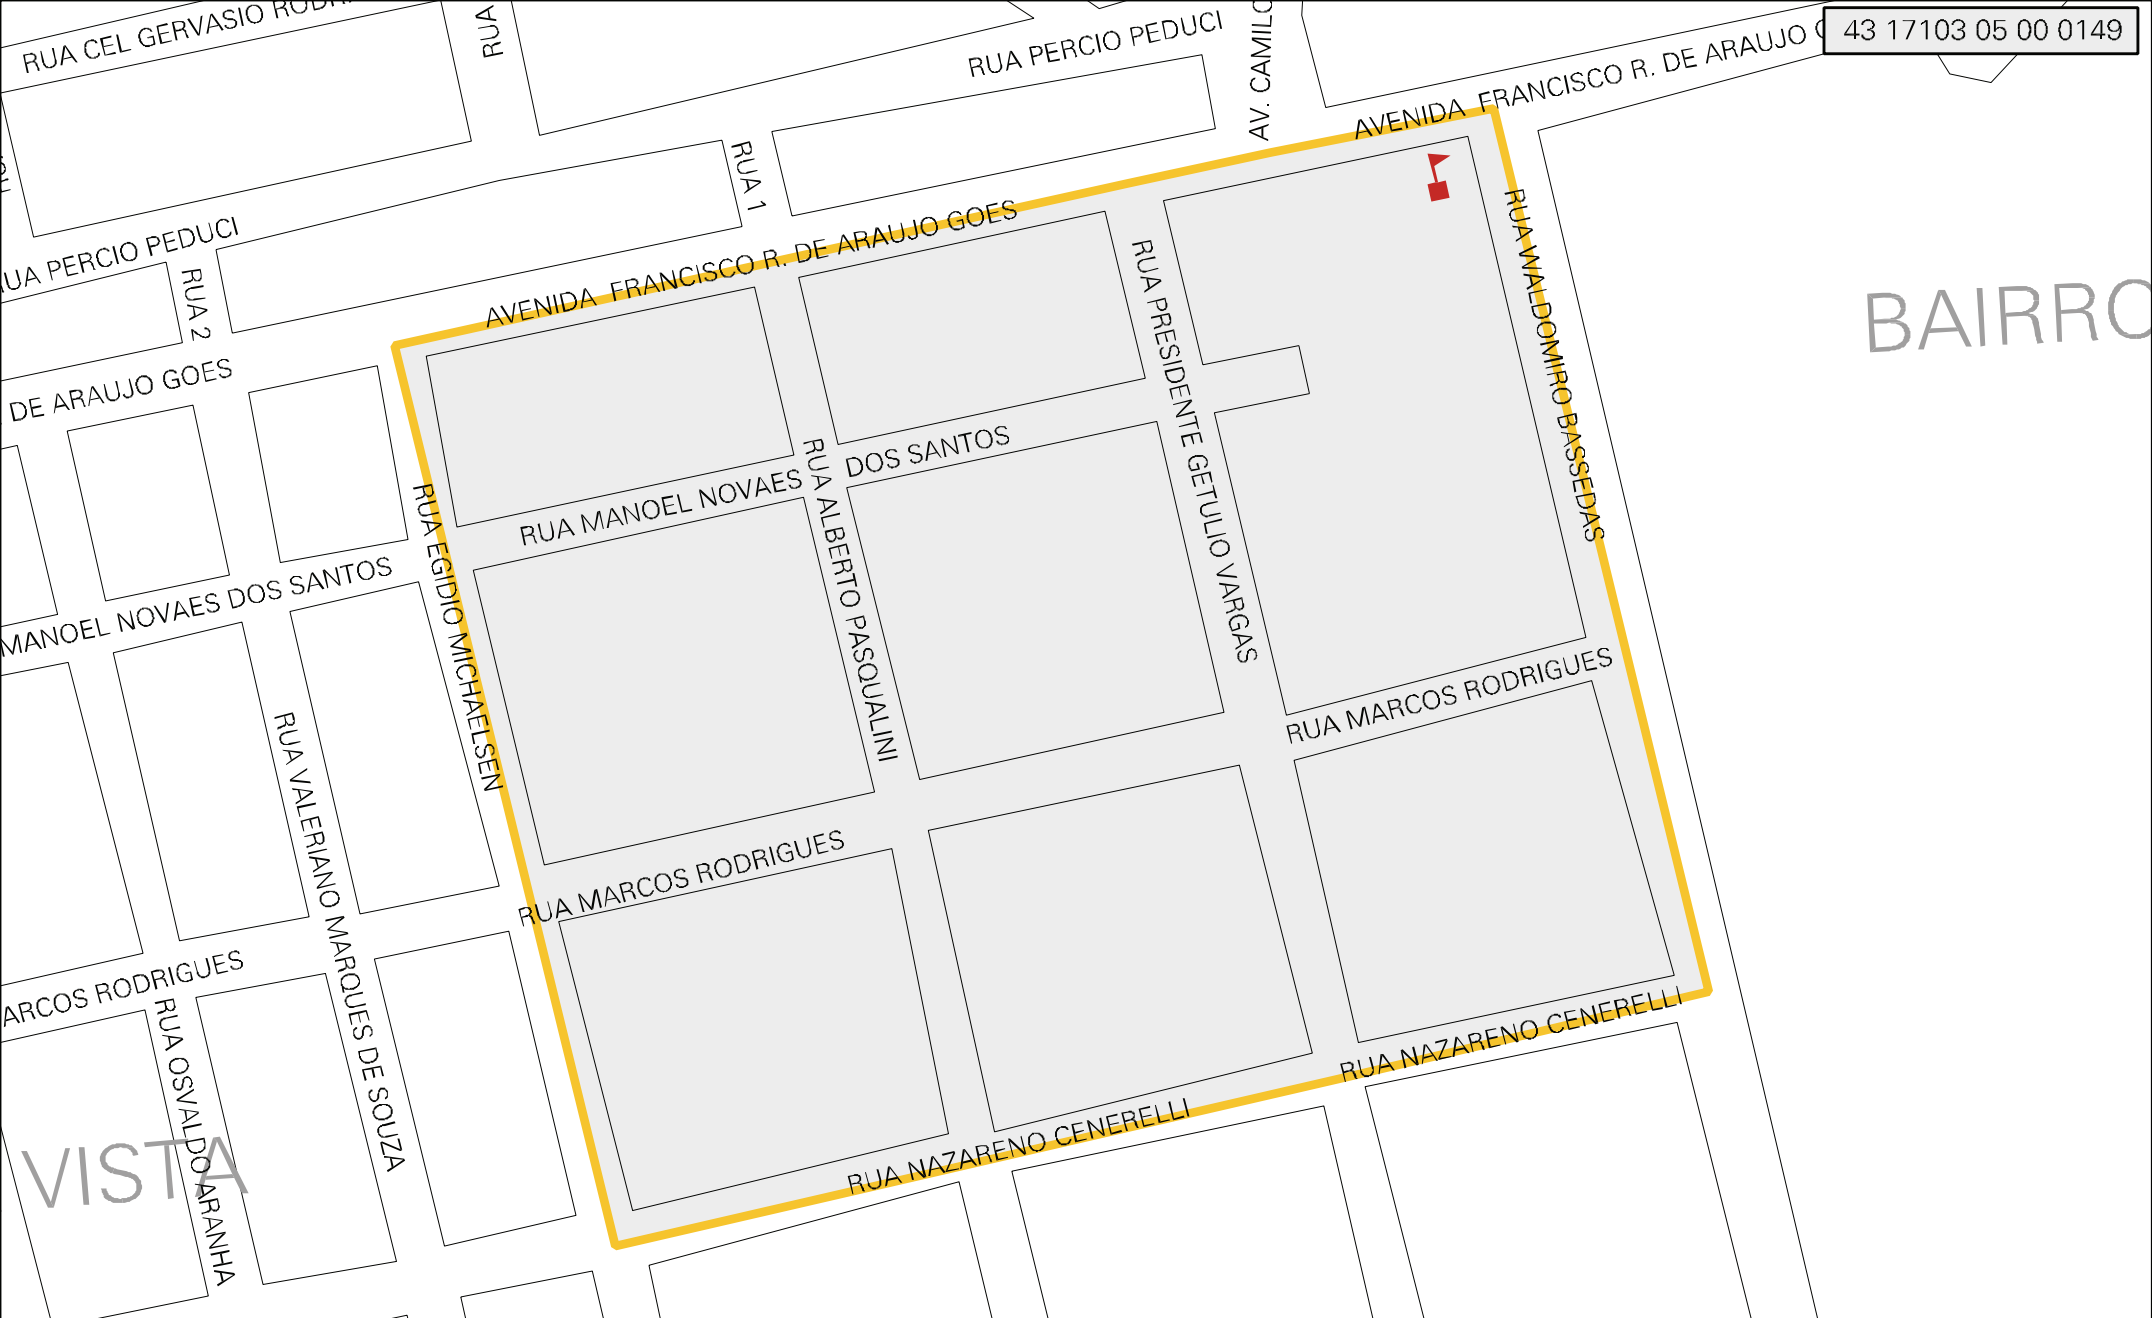 RUA CEL GERVASIO
RUA
RUA PERCIO PEDUCI
AV. CAMILO
AVENIDA FRANCISCO R. DE ARAUJO
43 17103 05 00 0149
RUA 1
RUA PERCIO PEDUCI
RUA 2
AVENIDA FRANCISCO R. DE ARAUJO GOES
DE ARAUJO GOES
RUA PRESIDENTE GETULIO VARGAS
RUA WALDOMIRO BASSEDAS
BAIRRO
RUA MANOEL NOVAES DOS SANTOS
RUA ALBERTO PASQUALINI
RUA EGIDIO MICHAELSEN
MANOEL NOVAES DOS SANTOS
RUA MARCOS RODRIGUES
RUA VALERIANO MARQUES DE SOUZA
RUA MARCOS RODRIGUES
ARCOS RODRIGUES
RUA OSVALDO ARANHA
RUA NAZARENO CENERELLI
RUA NAZARENO CENERELLI
VISTA